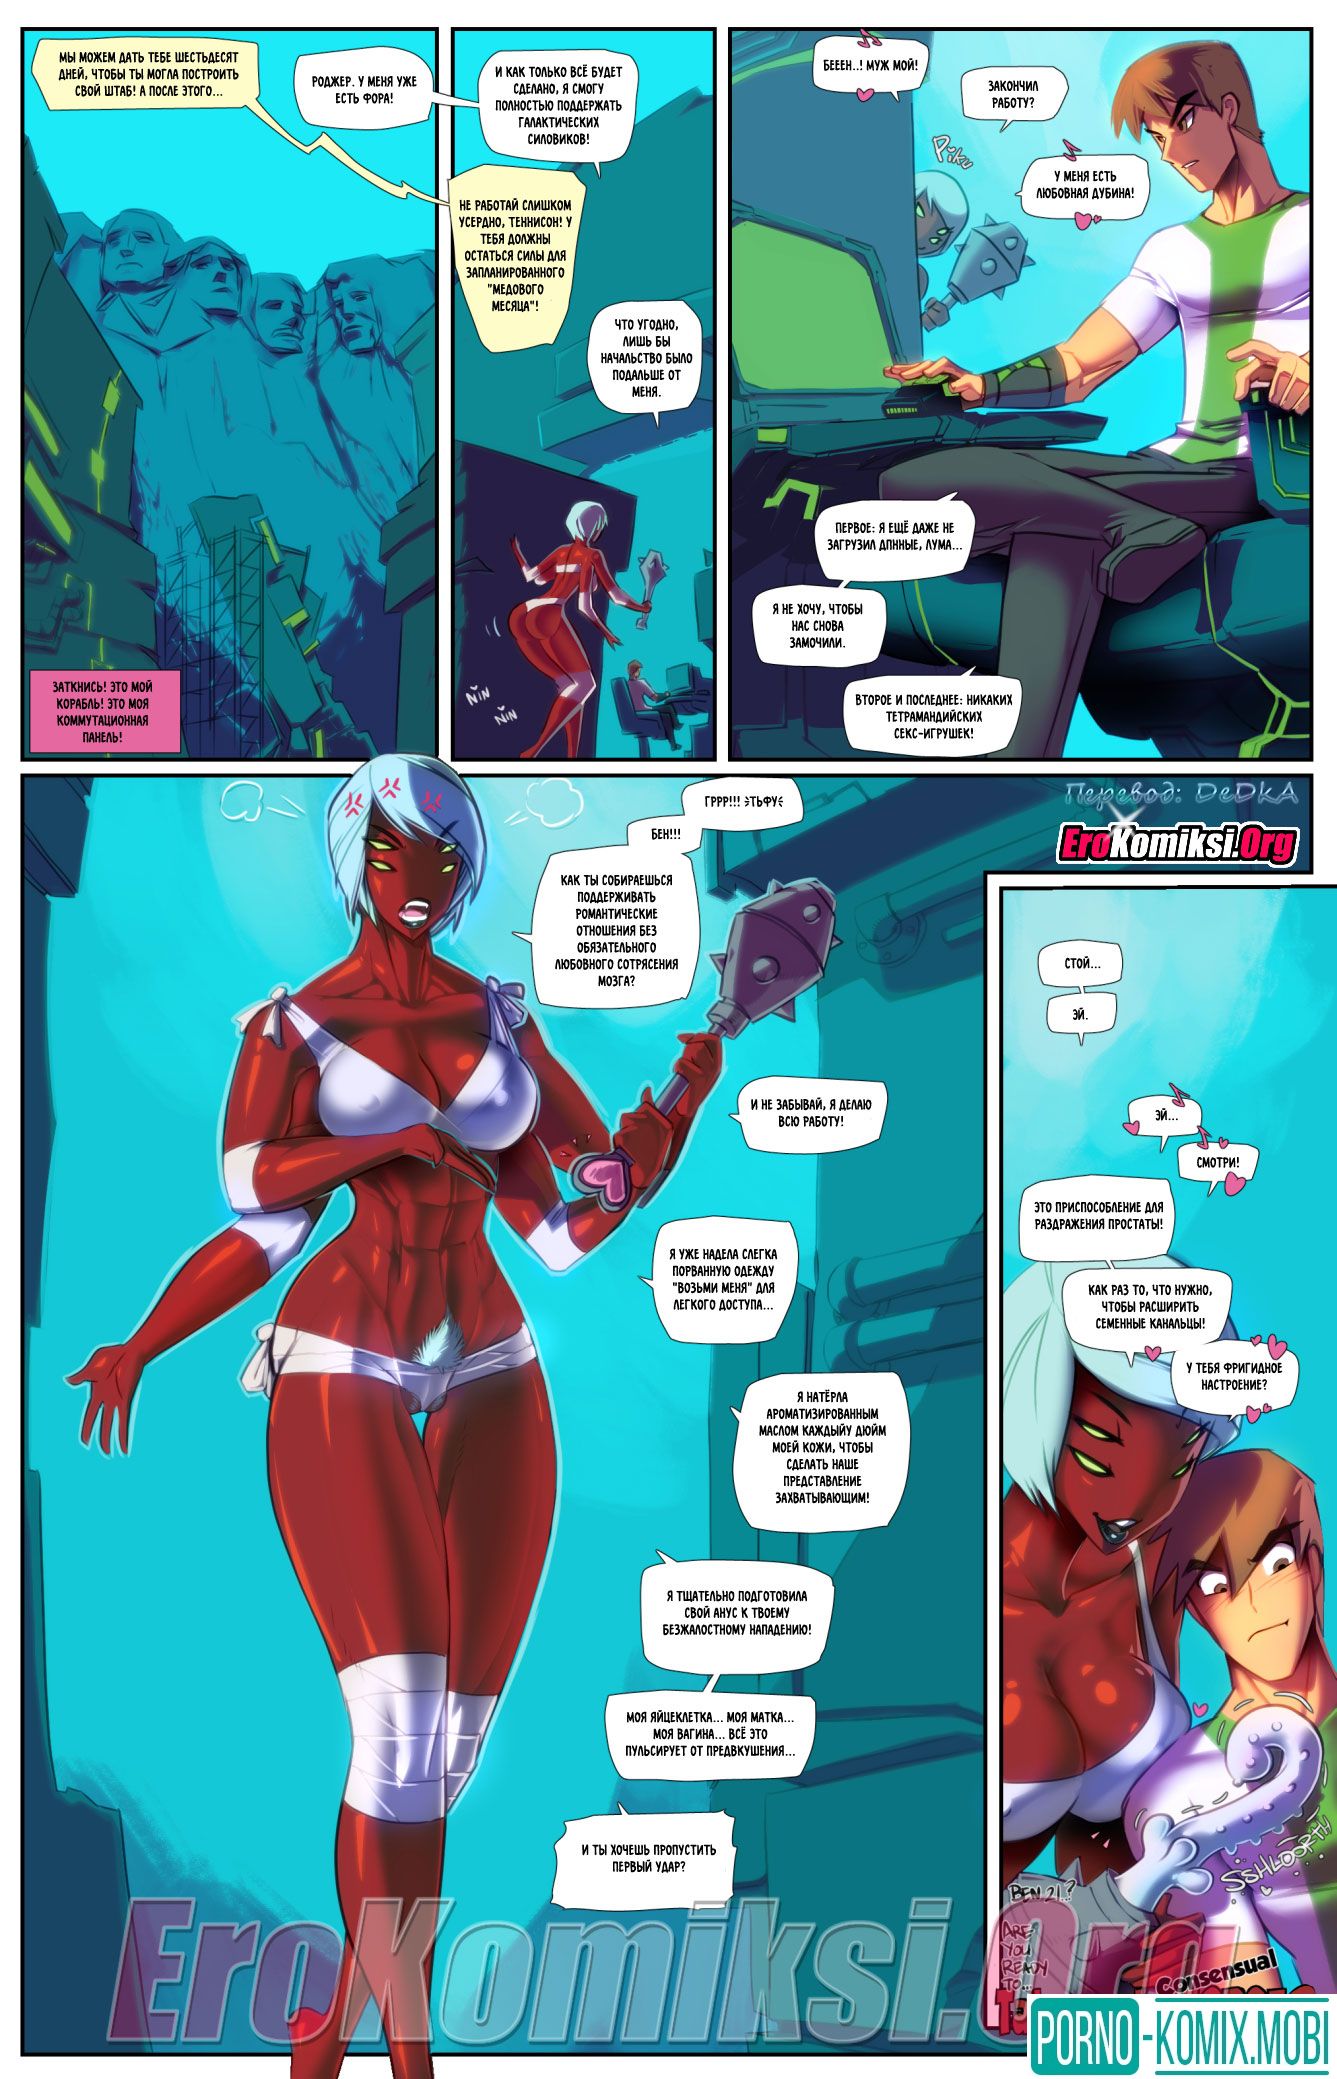 МЫ МОЖЕМ ДАТЬ ТЕБЕ ШЕСТЬДЕСЯТ
ДНЕЙ, ЧТОБЫ ТЫ МОГЛА ПОСТРОИТЬ
СВОЙ ШТАБ! А ПОСЛЕ ЭТОГО...
РОДЖЕР. У МЕНЯ УЖЕ
ЕСТЬ ФОРА!
ЗАТКНИСЬ! ЭТО МОЙ
КОРАБЛЬ! ЭТО МОЯ
КОММУТАЦИОННАЯ
ПАНЕЛЬ!
И КАК ТОЛЬКО ВСЁ БУДЕТ
СДЕЛАНО, Я СМОГУ
ПОЛНОСТЬЮ ПОДДЕРЖАТЬ
ГАЛАКТИЧЕСКИХ
СИЛОВИКОВ!
НЕ РАБОТАЙ СЛИШКОМ
УСЕРДНО, ТЕННИСОН! У
ТЕБЯ ДОЛЖНЫ
ОСТАТЬСЯ СИЛЫ ДЛЯ
ЗАПЛАНИРОВАННОГО
"МЕДОВОГО
МЕСЯЦА"!
ЧТО УГОДНО,
ЛИШЬ БЫ
НАЧАЛЬСТВО БЫЛО
ПОДАЛЬШЕ ОТ
МЕНЯ.
NIN
NIN
БЕЕЕН..! МУЖ МОЙ!
ЗАКОНЧИЛ
РАБОТУ?
Piku
У МЕНЯ ЕСТЬ
ЛЮБОВНАЯ ДУБИНА!
ПЕРВОЕ: Я ЕЩЁ ДАЖЕ НЕ
ЗАГРУЗИЛ ДПННЫЕ, ЛУМА...
Я НЕ ХОЧУ, ЧТОБЫ
НАС СНОВА
ЗАМОЧИЛИ.
ВТОРОЕ И ПОСЛЕДНЕЕ: НИКАКИХ
ТЕТРАМАНДИЙСКИХ
СЕКС-ИГРУШЕК!
Перевод: DeDkA
EroKomiksi.Org
ГРРР!!! ЭТЬФУЄ
БЕН!!!
КАК ТЫ СОБИРАЕШЬСЯ
ПОДДЕРЖИВАТЬ
РОМАНТИЧЕСКИЕ
ОТНОШЕНИЯ БЕЗ
ОБЯЗАТЕЛЬНОГО
ЛЮБОВНОГО СОТРЯСЕНИЯ
МОЗГА?
И НЕ ЗАБЫВАЙ, Я ДЕЛАЮ
ВСЮ РАБОТУ!
Я УЖЕ НАДЕЛА СЛЕГКА
ПОРВАННУЮ ОДЕЖДУ
"ВОЗЬМИ МЕНЯ" ДЛЯ
ЛЕГКОГО ДОСТУПА...
Я НАТЁРЛА
АРОМАТИЗИРОВАННЫМ
МАСЛОМ КАЖДЫЙУ ДЮЙМ
МОЕЙ КОЖИ, ЧТОБЫ
СДЕЛАТЬ НАШЕ
ПРЕДСТАВЛЕНИЕ
ЗАХВАТЫВАЮЩИМ!
Я ТЩАТЕЛЬНО ПОДГОТОВИЛА
СВОЙ АНУС К ТВОЕМУ
БЕЗЖАЛОСТНОМУ НАПАДЕНИЮ!
МОЯ ЯЙЦЕКЛЕТКА... МОЯ МАТКА...
МОЯ ВАГИНА... ВСЁ ЭТО
ПУЛЬСИРУЕТ ОТ ПРЕДВКУШЕНИЯ...
И ТЫ ХОЧЕШЬ ПРОПУСТИТЬ
ПЕРВЫЙ УДАР?
СТОЙ...
ЭЙ.
ЭЙ...
СМОТРИ!
ЭТО ПРИСПОСОБЛЕНИЕ ДЛЯ
РАЗДРАЖЕНИЯ ПРОСТАТЫ!
КАК РАЗ ТО, ЧТО НУЖНО,
ЧТОБЫ РАСШИРИТЬ
СЕМЕННЫЕ КАНАЛЬЦЫ!
У ТЕБЯ ФРИГИДНОЕ
НАСТРОЕНИЕ?
SSHLOORTH
BEN 21..?
ARE
YOU
READY
TO...
Consensual
EroKomiksi.Org
PORNO-KOMIX.MOBI